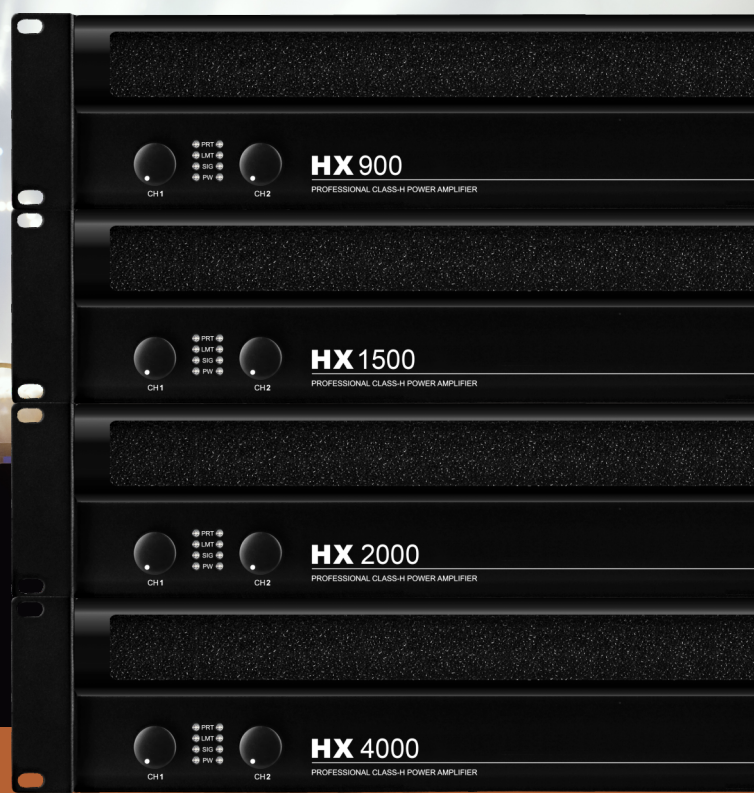 PRT
LMT
SIG
PW
CH1
CH2
HX 900
PROFESSIONAL CLASS-H POWER AMPLIFIER
PRT
LMT
SIG
PW
CH1
CH2
HX 1500
PROFESSIONAL CLASS-H POWER AMPLIFIER
PRT
LMT
SIG
PW
CH1
CH2
HX 2000
PROFESSIONAL CLASS-H POWER AMPLIFIER
PRT
LMT
SIG
PW
CH1
CH2
HX 4000
PROFESSIONAL CLASS-H POWER AMPLIFIER